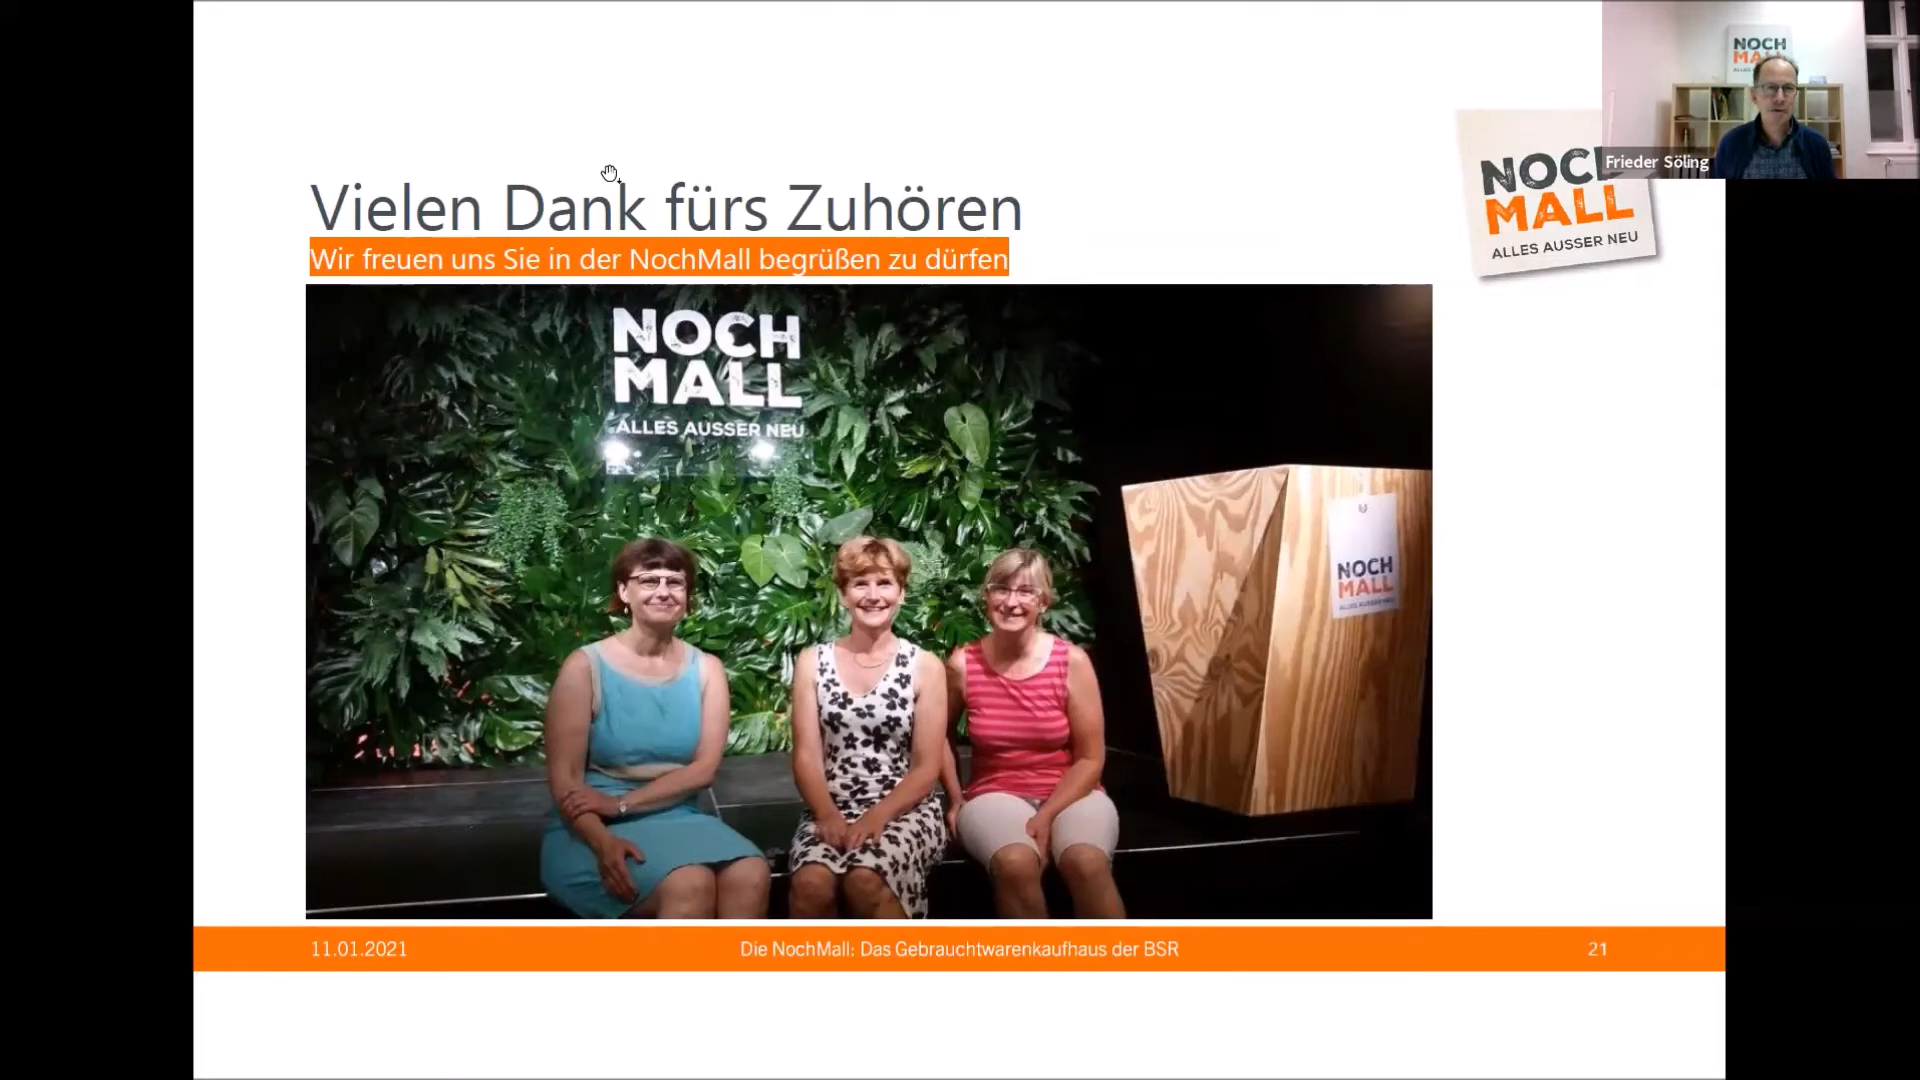 NOCH
MA
Frieder Söling
NOC
MALL
ALLES AUSSER NEU
Vielen Dank fürs Zuhören
Wir freuen uns Sie in der NochMall begrüßen zu dürfen
NOCH
MALL
ALLES AUSSER NEU
NOCH
MALL
ALLES AUSSER NEU
11.01.2021
Die NochMall: Das Gebrauchtwarenkaufhaus der BSR
21